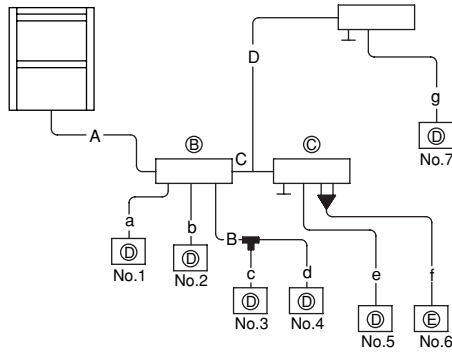 D
g
Ⓓ
No.7
A
Ⓑ
C
Ⓒ
a
b
B
c
d
e
f
Ⓓ
No.1
Ⓓ
No.2
Ⓓ
No.3
Ⓓ
No.4
Ⓓ
No.5
Ⓔ
No.6